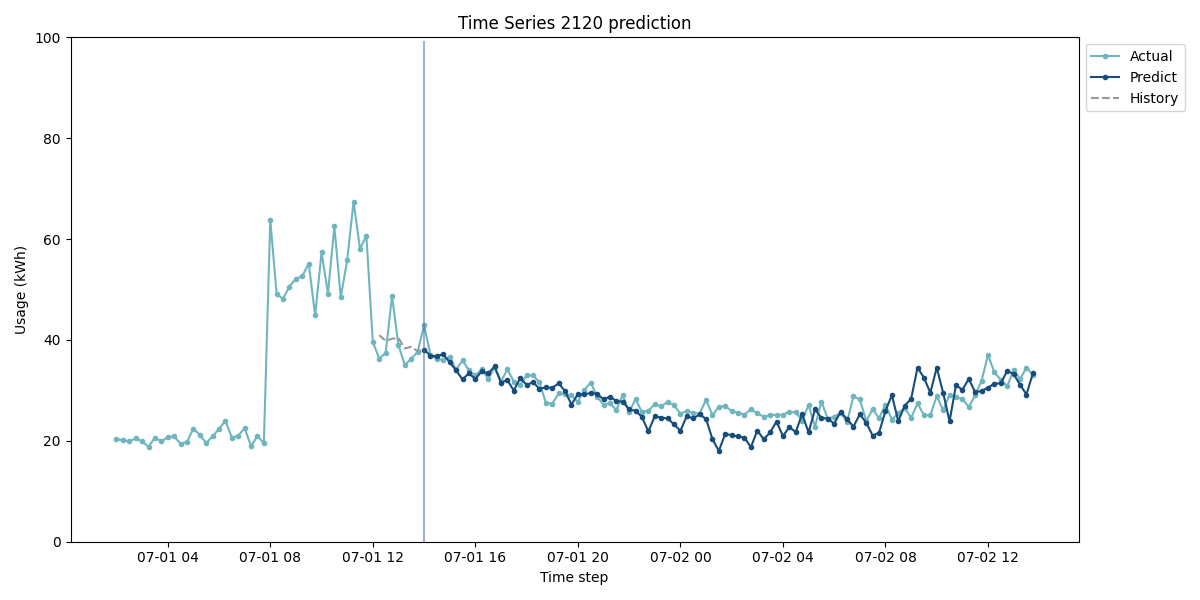 Time Series 2120 prediction
100
80
60
40
20
0
Usage (kWh)
07-01 04
07-01 08
07-01 12
07-01 16
07-01 20
07-02 00
07-02 04
07-02 08
07-02 12
Time step
Actual
Predict
History